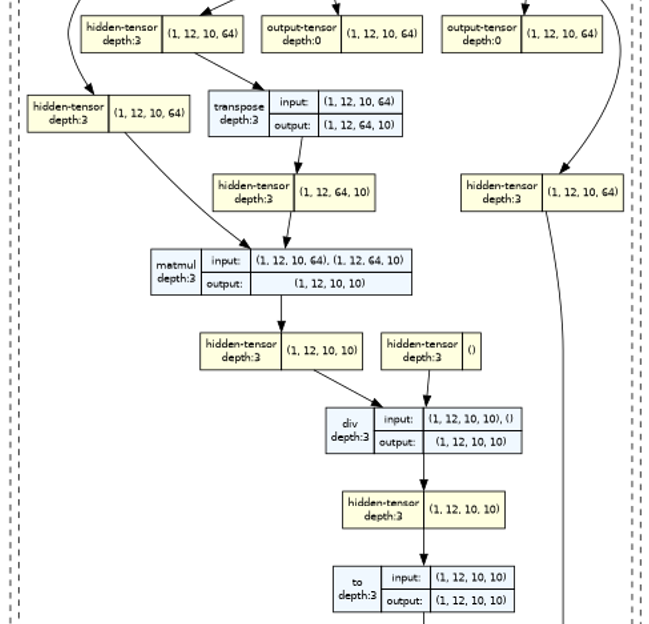 hidden-tensor
depth:3
(1, 12, 10, 64)
output-tensor
depth:0
(1, 12, 10, 64)
output-tensor
depth:0
(1, 12, 10, 64)
hidden-tensor
depth:3
(1, 12, 10, 64)
transpose
depth:3
input:
(1, 12, 10, 64)
output:
(1, 12, 64, 10)
hidden-tensor
depth:3
(1, 12, 64, 10)
hidden-tensor
depth:3
(1, 12, 10, 64)
matmul
depth:3
input:
(1, 12, 10, 64), (1, 12, 64, 10)
output:
(1, 12, 10, 10)
hidden-tensor
depth:3
(1, 12, 10, 10)
hidden-tensor
depth:3
()
div
depth:3
input:
(1, 12, 10, 10), ()
output:
(1, 12, 10, 10)
hidden-tensor
depth:3
(1, 12, 10, 10)
to
depth:3
input:
(1, 12, 10, 10)
output:
(1, 12, 10, 10)